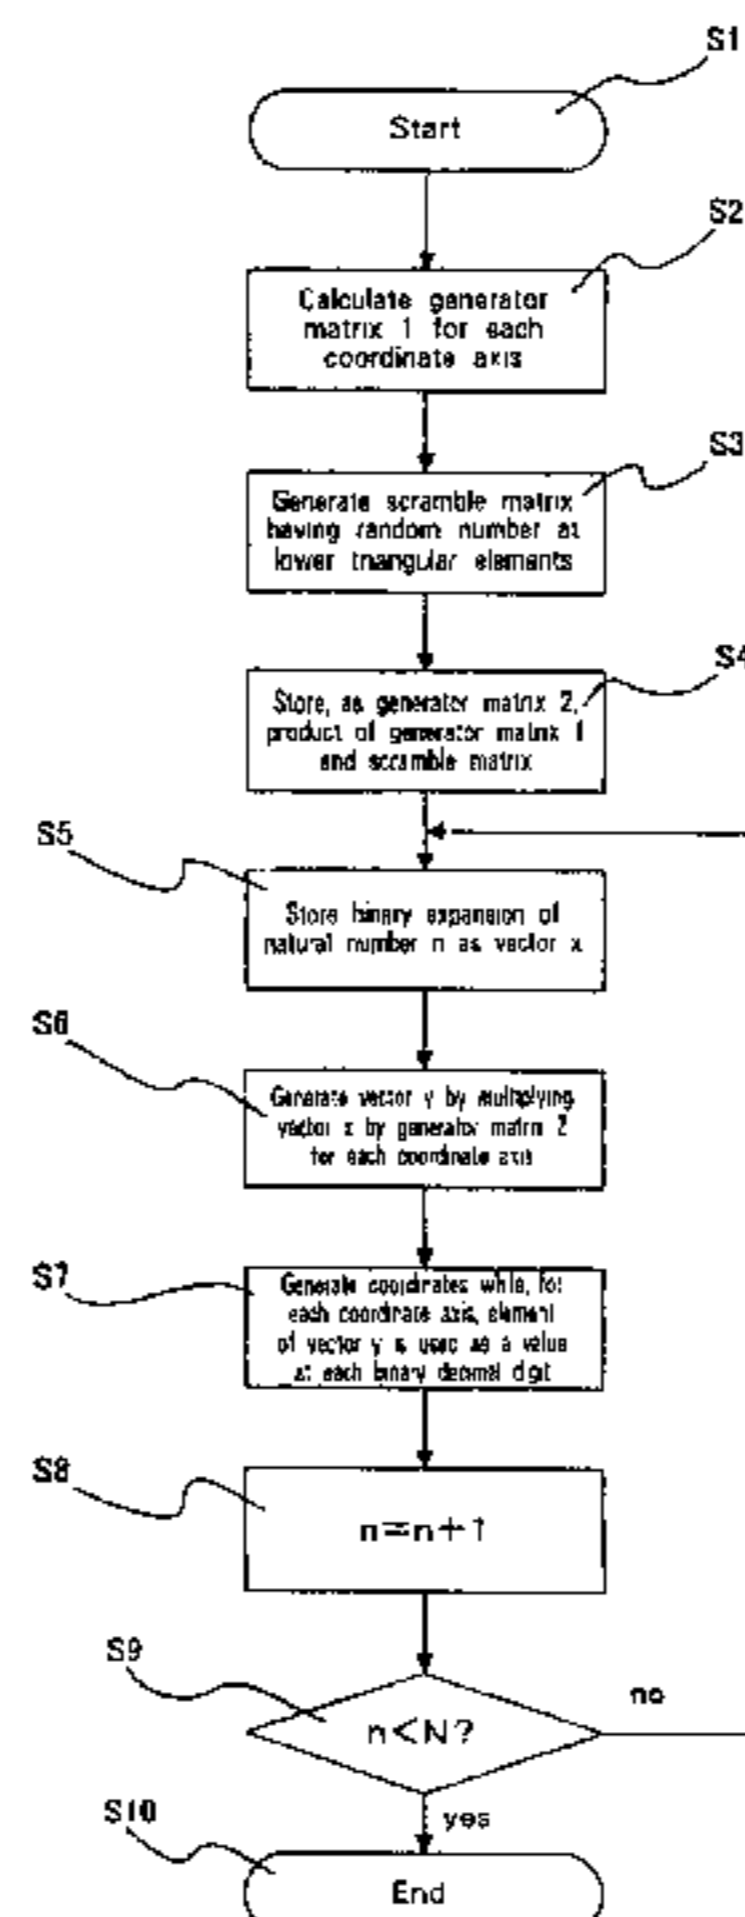 S1
Start
S2
Calculate generator
matrix 1 for each
coordinate axis
S3
Generate scramble matrix
having random number as
lower triangular elements
S4
Store, as generator matrix 2,
product of generator matrix 1
and scramble matrix
S5
Store binary expansion of
natural number n as vector x
S6
Generate vector y by multiplying
vector x by generator matrix 2
for each coordinate axis
S7
Generate coordinates while, for
each coordinate axis, element
of vector y is used as a value
at each binary decimal digit
S8
n=n+1
S9
n<N?
no
yes
S10
End